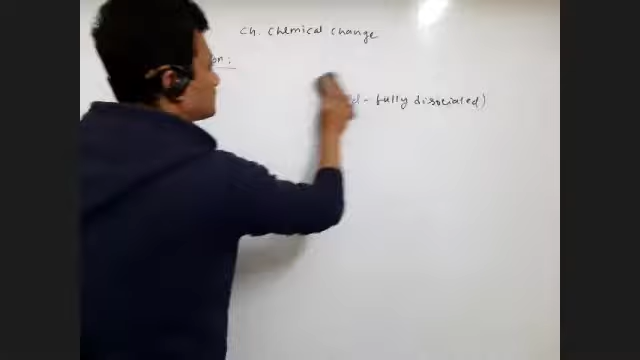 Ch. Chemical Change
on :
d - fully dissociated)